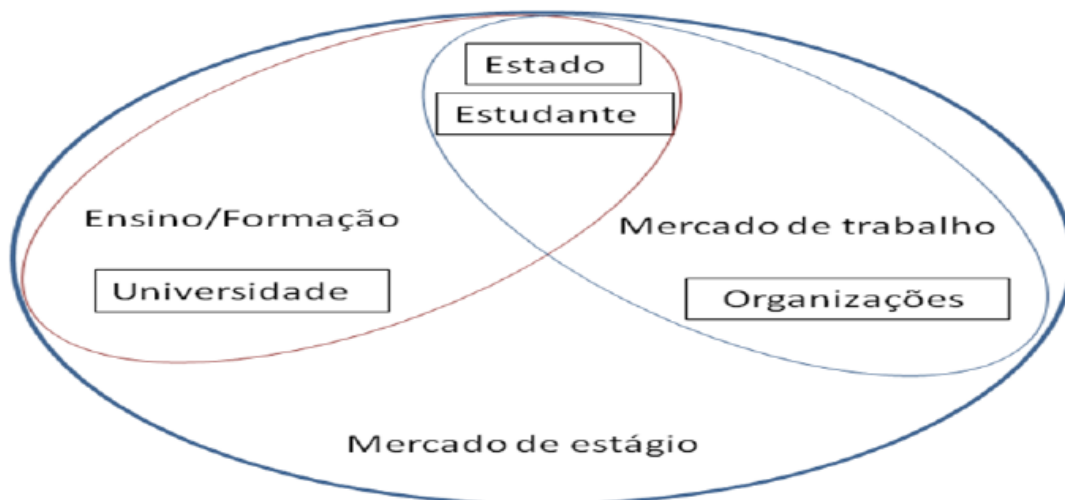 Estado
Estudante
Ensino/Formação
Mercado de trabalho
Universidade
Organizações
Mercado de estágio